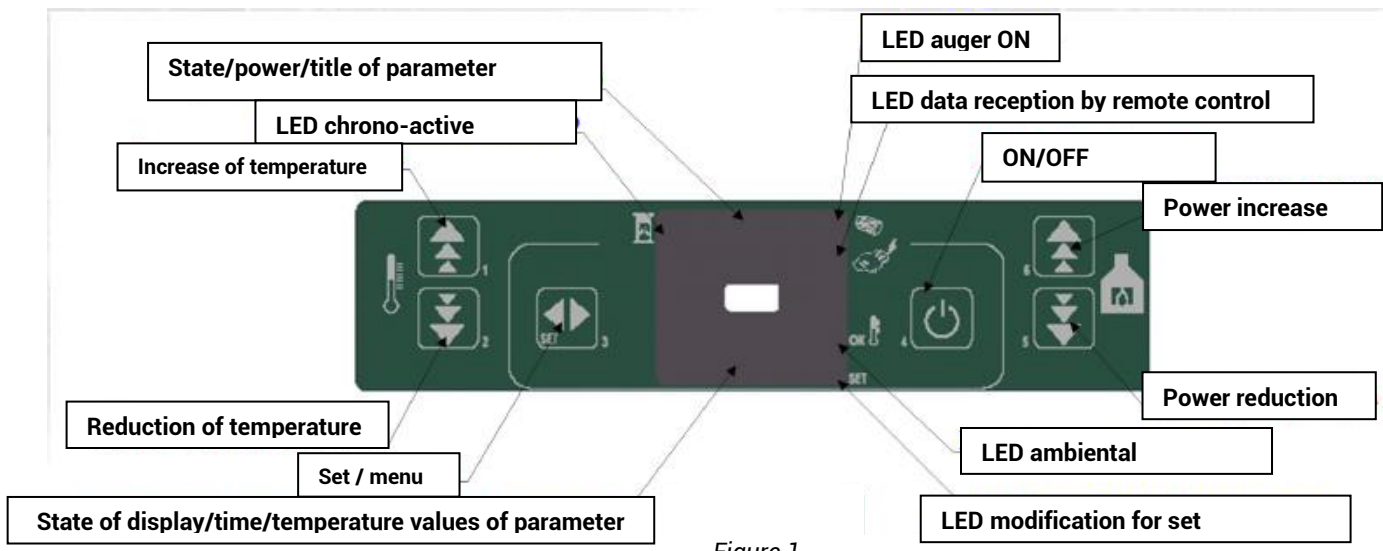 LED auger ON
State/power/title of parameter
LED data reception by remote control
LED chrono-active
ON/OFF
Increase of temperature
Power increase
1
6
2
SET
3
OK
4
5
SET
Power reduction
Reduction of temperature
LED ambiental
Set / menu
State of display/time/temperature values of parameter
LED modification for set
Figure 1